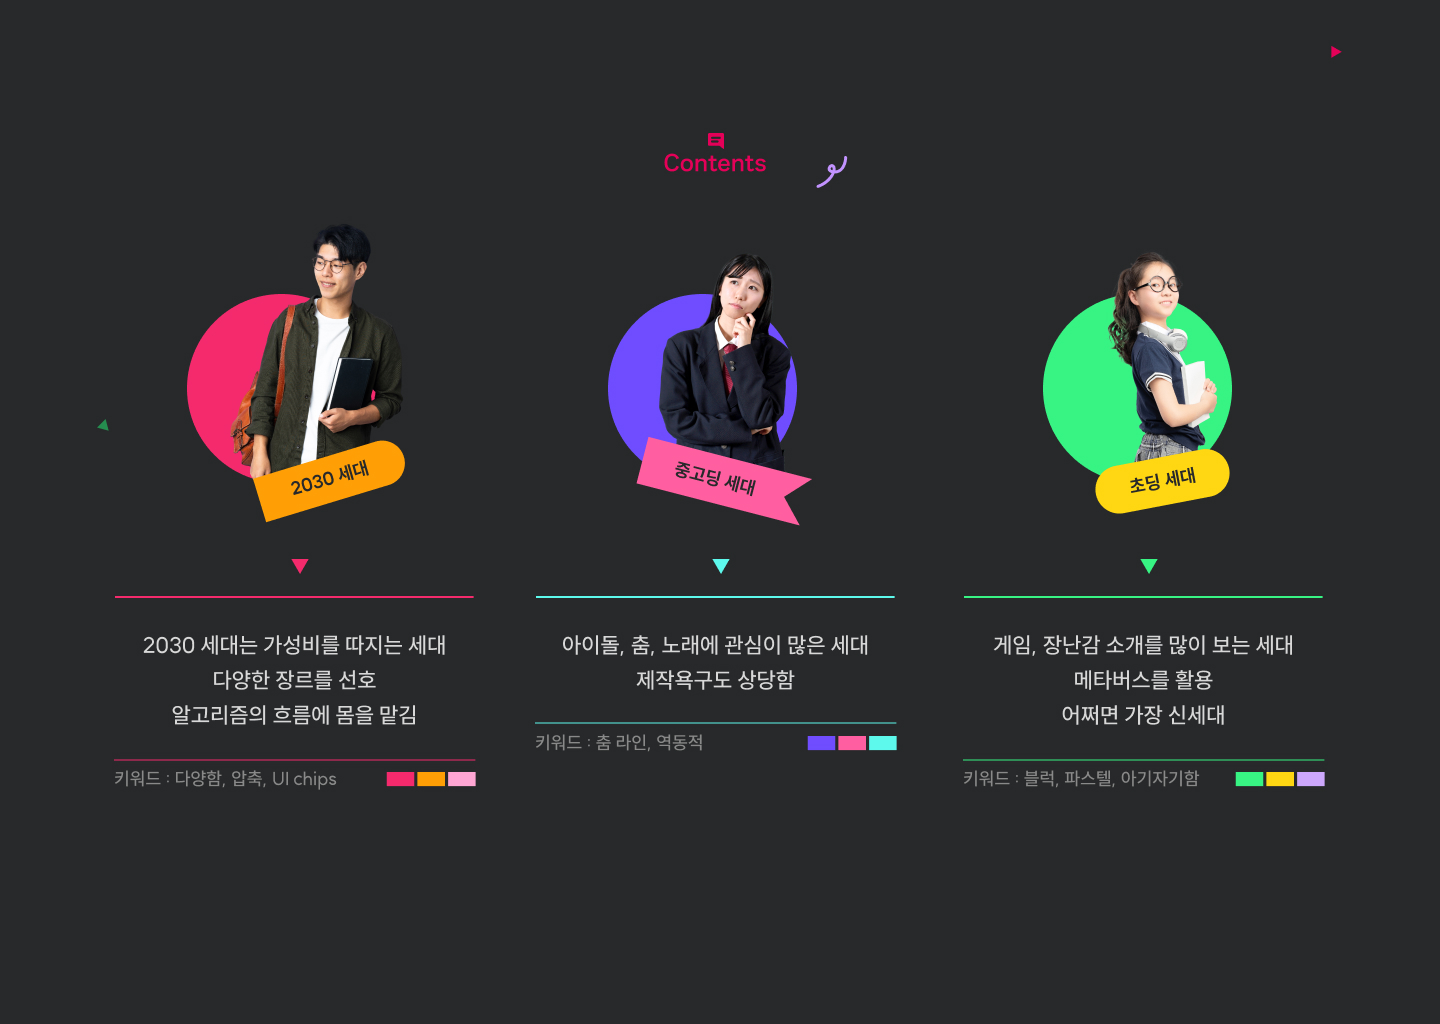 Contents
2030 세대
중고딩 세대
초딩 세대
2030 세대는 가성비를 따지는 세대
다양한 장르를 선호
알고리즘의 흐름에 몸을 맡김
키워드 : 다양함, 압축, UI chips
아이돌, 춤, 노래에 관심이 많은 세대
제작욕구도 상당함
키워드 : 춤 라인, 역동적
게임, 장난감 소개를 많이 보는 세대
메타버스를 활용
어쩌면 가장 신세대
키워드 : 블럭, 파스텔, 아기자기함